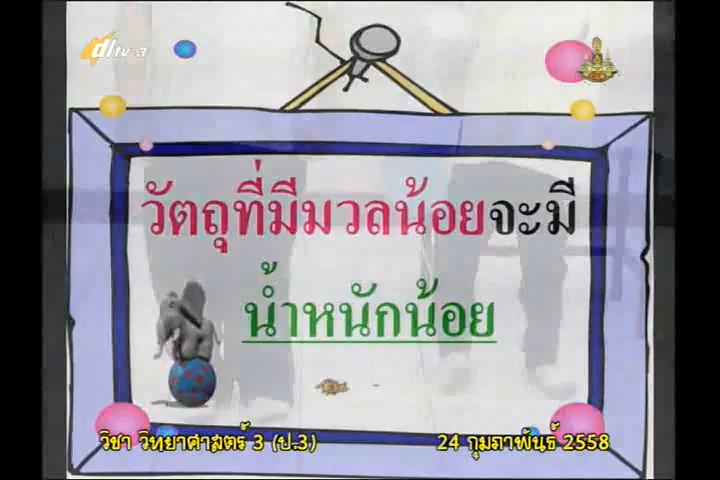 dltv 3
วัตถุที่มีมวลน้อยจะมี
น้ำหนักน้อย
วิชา วิทยาศาสตร์ 3 (ป.3)
24 กุมภาพันธ์ 2558